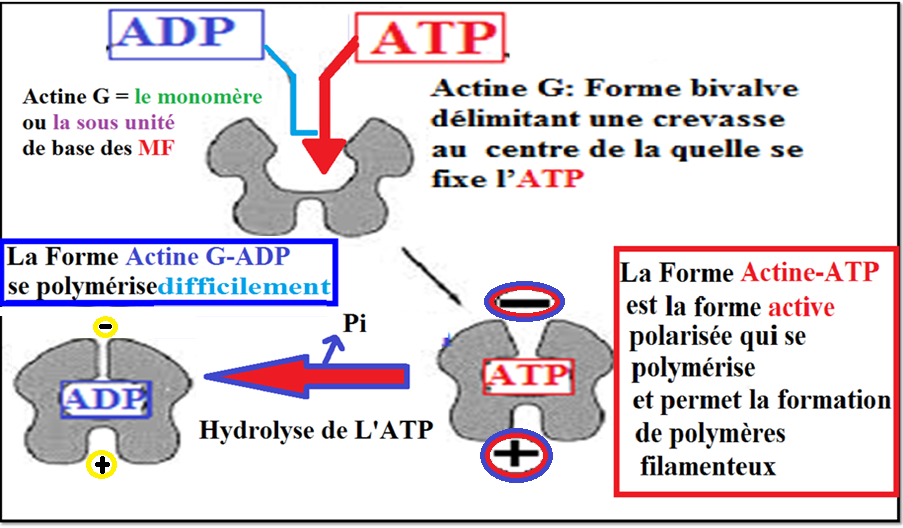 ADP
ATP
Actine G = le monomère
ou la sous unité
de base des MF
Actine G: Forme bivalve
délimitant une crevasse
au centre de la quelle se
fixe l'ATP
La Forme Actine G-ADP
se polymérise difficilement
La Forme Actine-ATP
est la forme active
polarisée qui se
polymérise
et permet la formation
de polymères
filamenteux
-
Pi
ATP
+
Hydrolyse de L'ATP
-
ADP
+